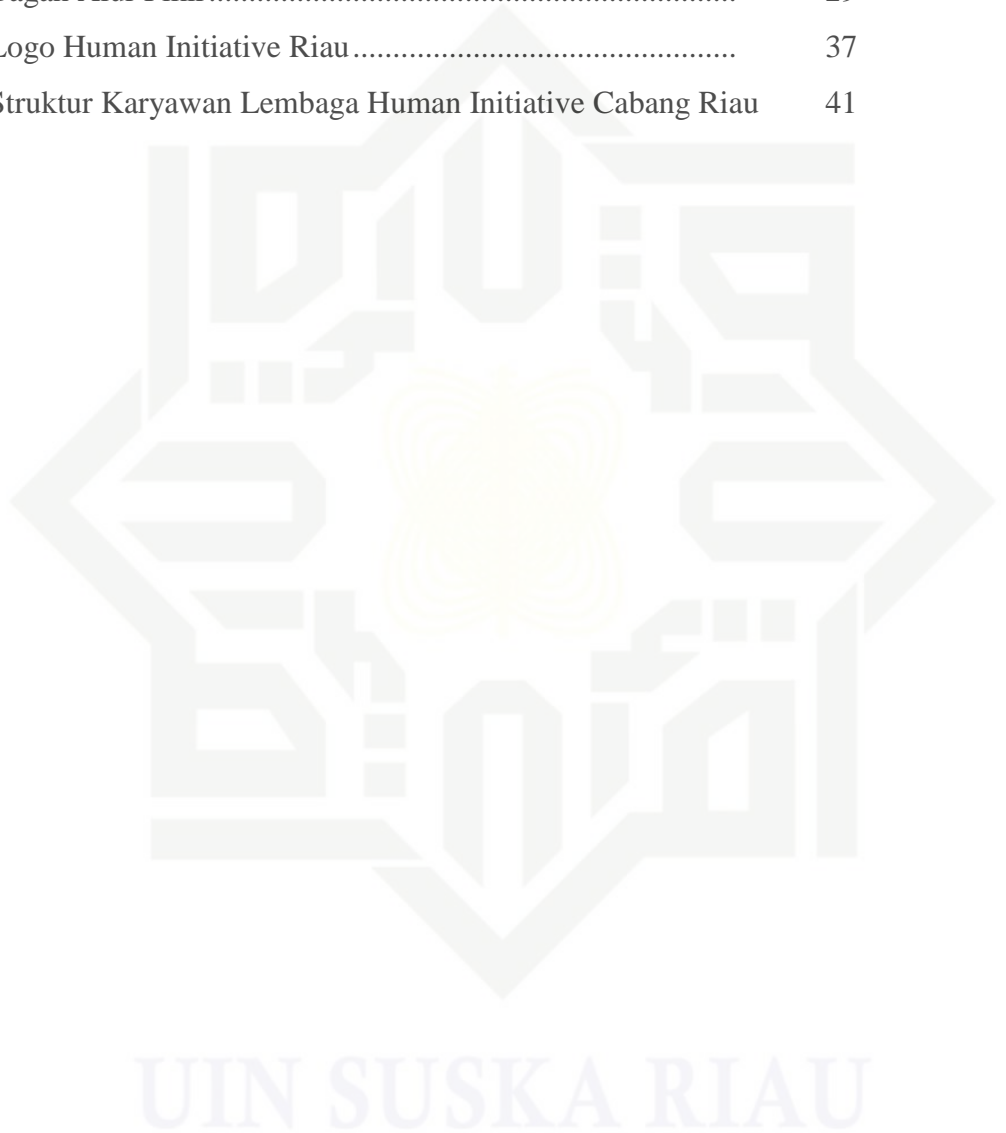 Logo Human Initiative Riau ................................................ 37
Struktur Karyawan Lembaga Human Initiative Cabang Riau 41
UIN SUSKA RIAU